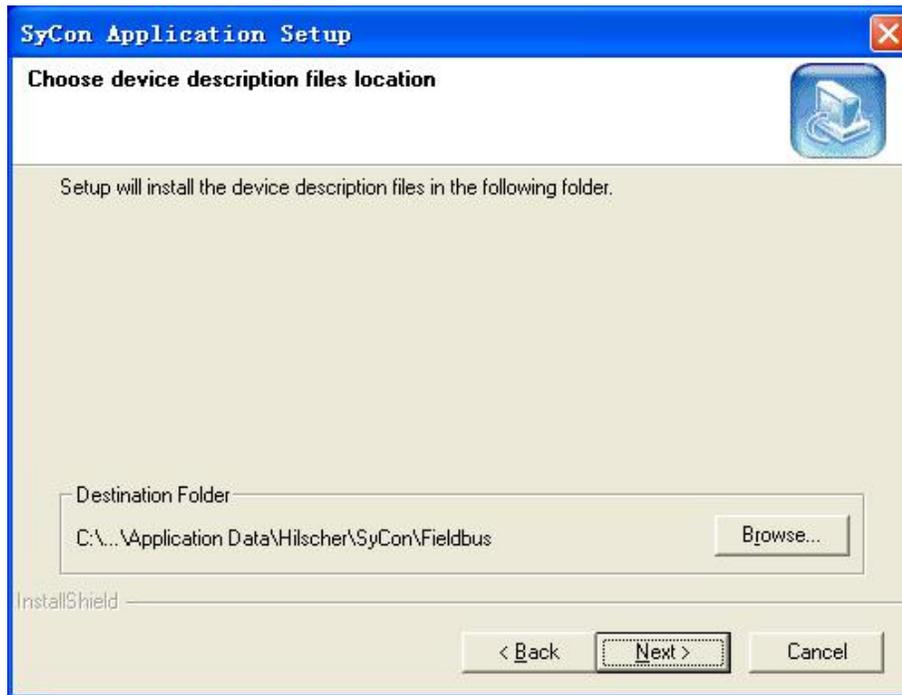 SyCon Application Setup
Choose device description files location
Setup will install the device description files in the following folder.
Destination Folder
C:\...\Application Data\Hilscher\SyCon\Fieldbus
Browse...
InstallShield
< Back
Next >
Cancel